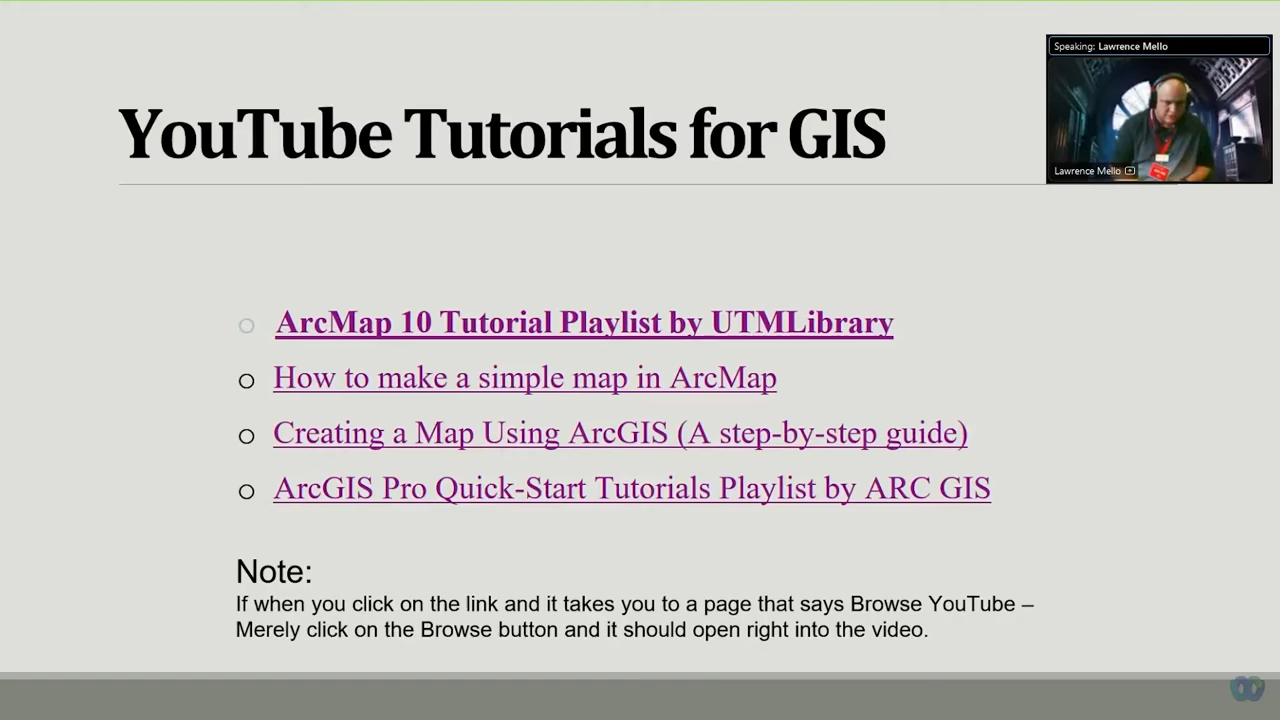 Speaking: Lawrence Mello
YouTube Tutorials for GIS
Lawrence Mello
ArcMap 10 Tutorial Playlist by UTMLibrary
How to make a simple map in ArcMap
Creating a Map Using ArcGIS (A step-by-step guide)
ArcGIS Pro Quick-Start Tutorials Playlist by ARC GIS
Note:
If when you click on the link and it takes you to a page that says Browse YouTube –
Merely click on the Browse button and it should open right into the video.